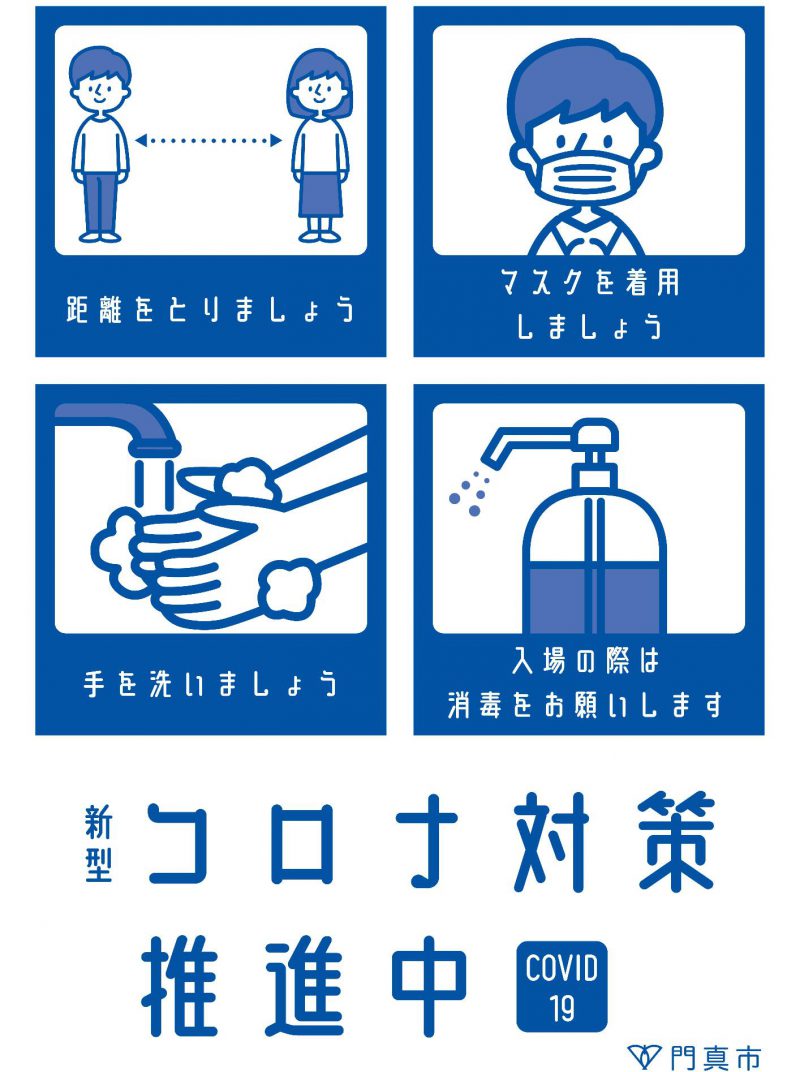 距離をとりましょう
マスクを着用
しましょう
手を洗いましょう
入場の際は
消毒をお願いします
新型
コロナ対策
推進中
COVID
19
門真市